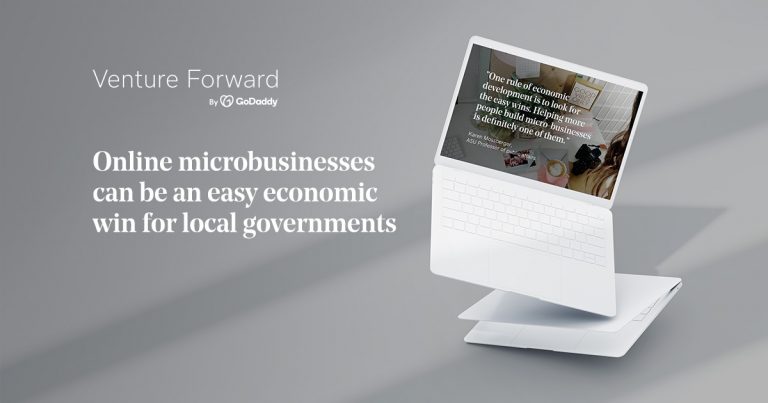 Venture Forward
By GoDaddy
Online microbusinesses
can be an easy economic
win for local governments
"One rule of economic
development is to look for
the easy wins. Helping more
people build micro-businesses
is definitely one of them."
Karen Mossberger,
ASU Professor of